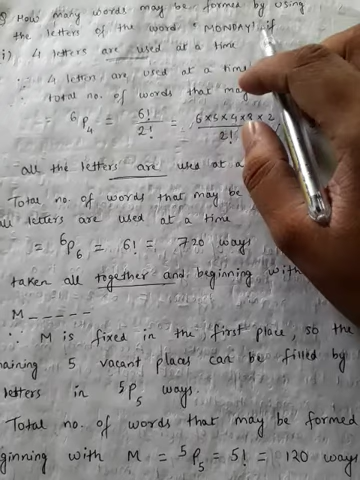 Q How many words may be formed by using
the letters of the word "MONDAY" if
i) 4 letters are used at a time
∵ 4 letters are used at a time
∴ total no. of words that may
= ⁶P₄ = 6!/2! = 6×5×4×3×2/2!
all the letters are used at a
Total no. of words that may be
all letters are used at a time
= ⁶P₆ = 6! = 720 ways
taken all together and beginning with
M _ _ _ _ _
∵ M is fixed in the first place, so the
5 vacant places can be filled by
letters in ⁵P₅ ways.
Total no. of words that may be formed
with M = ⁵P₅ = 5! = 120 ways